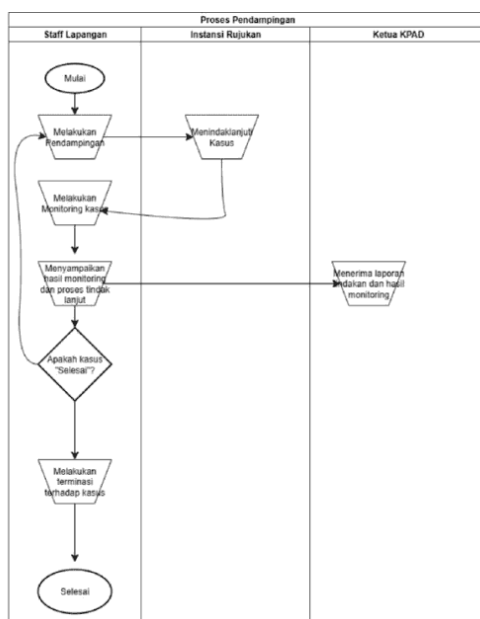 Proses Pendampingan
Staff Lapangan
Instansi Rujukan
Ketua KPAD
Mulai
Melakukan
Pendampingan
Menindaklanjuti
Kasus
Melakukan
Monitoring kasus
Menyampaikan
hasil monitoring
dan proses tindak
lanjut
Menerima laporan
tindakan dan hasil
monitoring
Apakah kasus
"Selesai"?
Melakukan
terminasi
terhadap kasus
Selesai